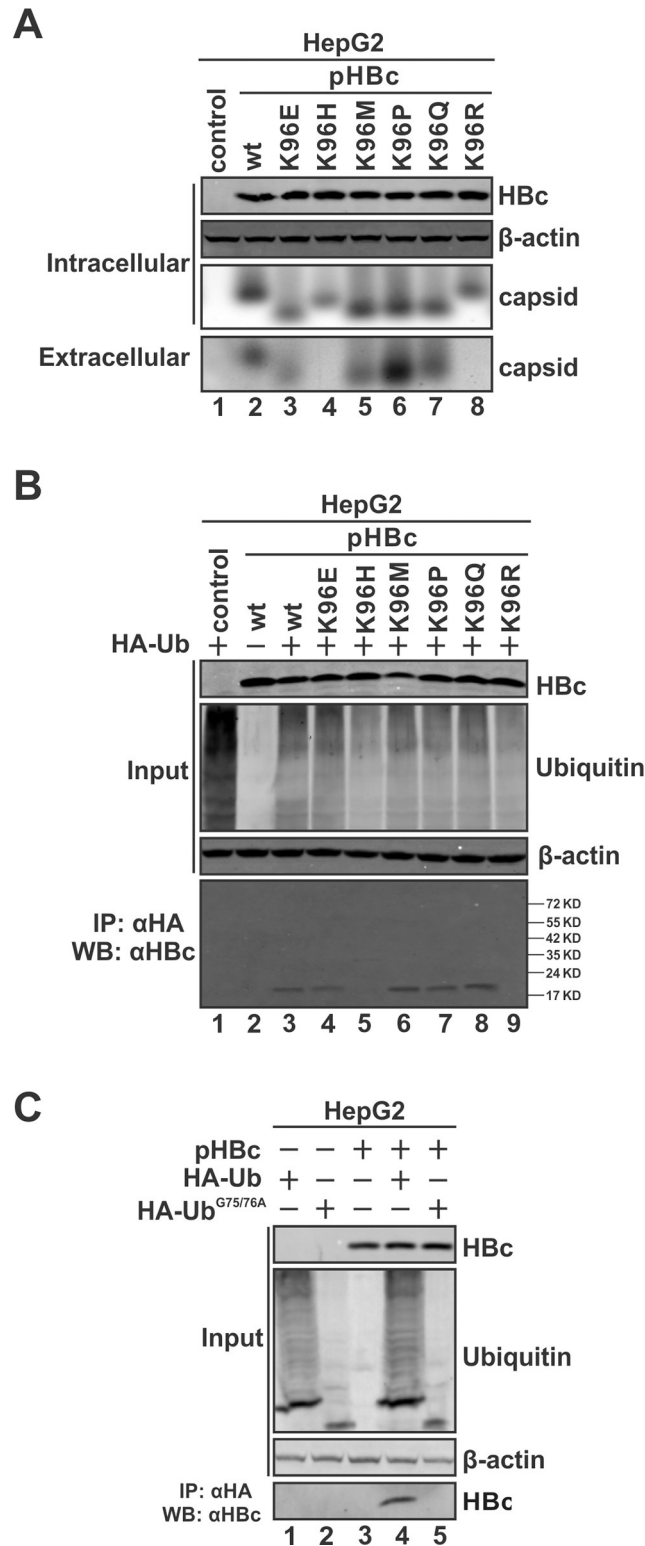 A
HepG2
pHBc
control wt K96E K96H K96M K96P K96Q K96R
HBc
β-actin
Intracellular
capsid
Extracellular
capsid
1 2 3 4 5 6 7 8
B
HepG2
pHBc
control wt wt K96E K96H K96M K96P K96Q K96R
HA-Ub + − + + + + + + +
HBc
Input
Ubiquitin
β-actin
IP: αHA
WB: αHBc
72 KD
55 KD
42 KD
35 KD
24 KD
17 KD
1 2 3 4 5 6 7 8 9
C
HepG2
pHBc − − + + +
HA-Ub + − − + −
HA-Ub G75/76A − + − − +
HBc
Input
Ubiquitin
β-actin
IP: αHA
WB: αHBc
HBc
1 2 3 4 5